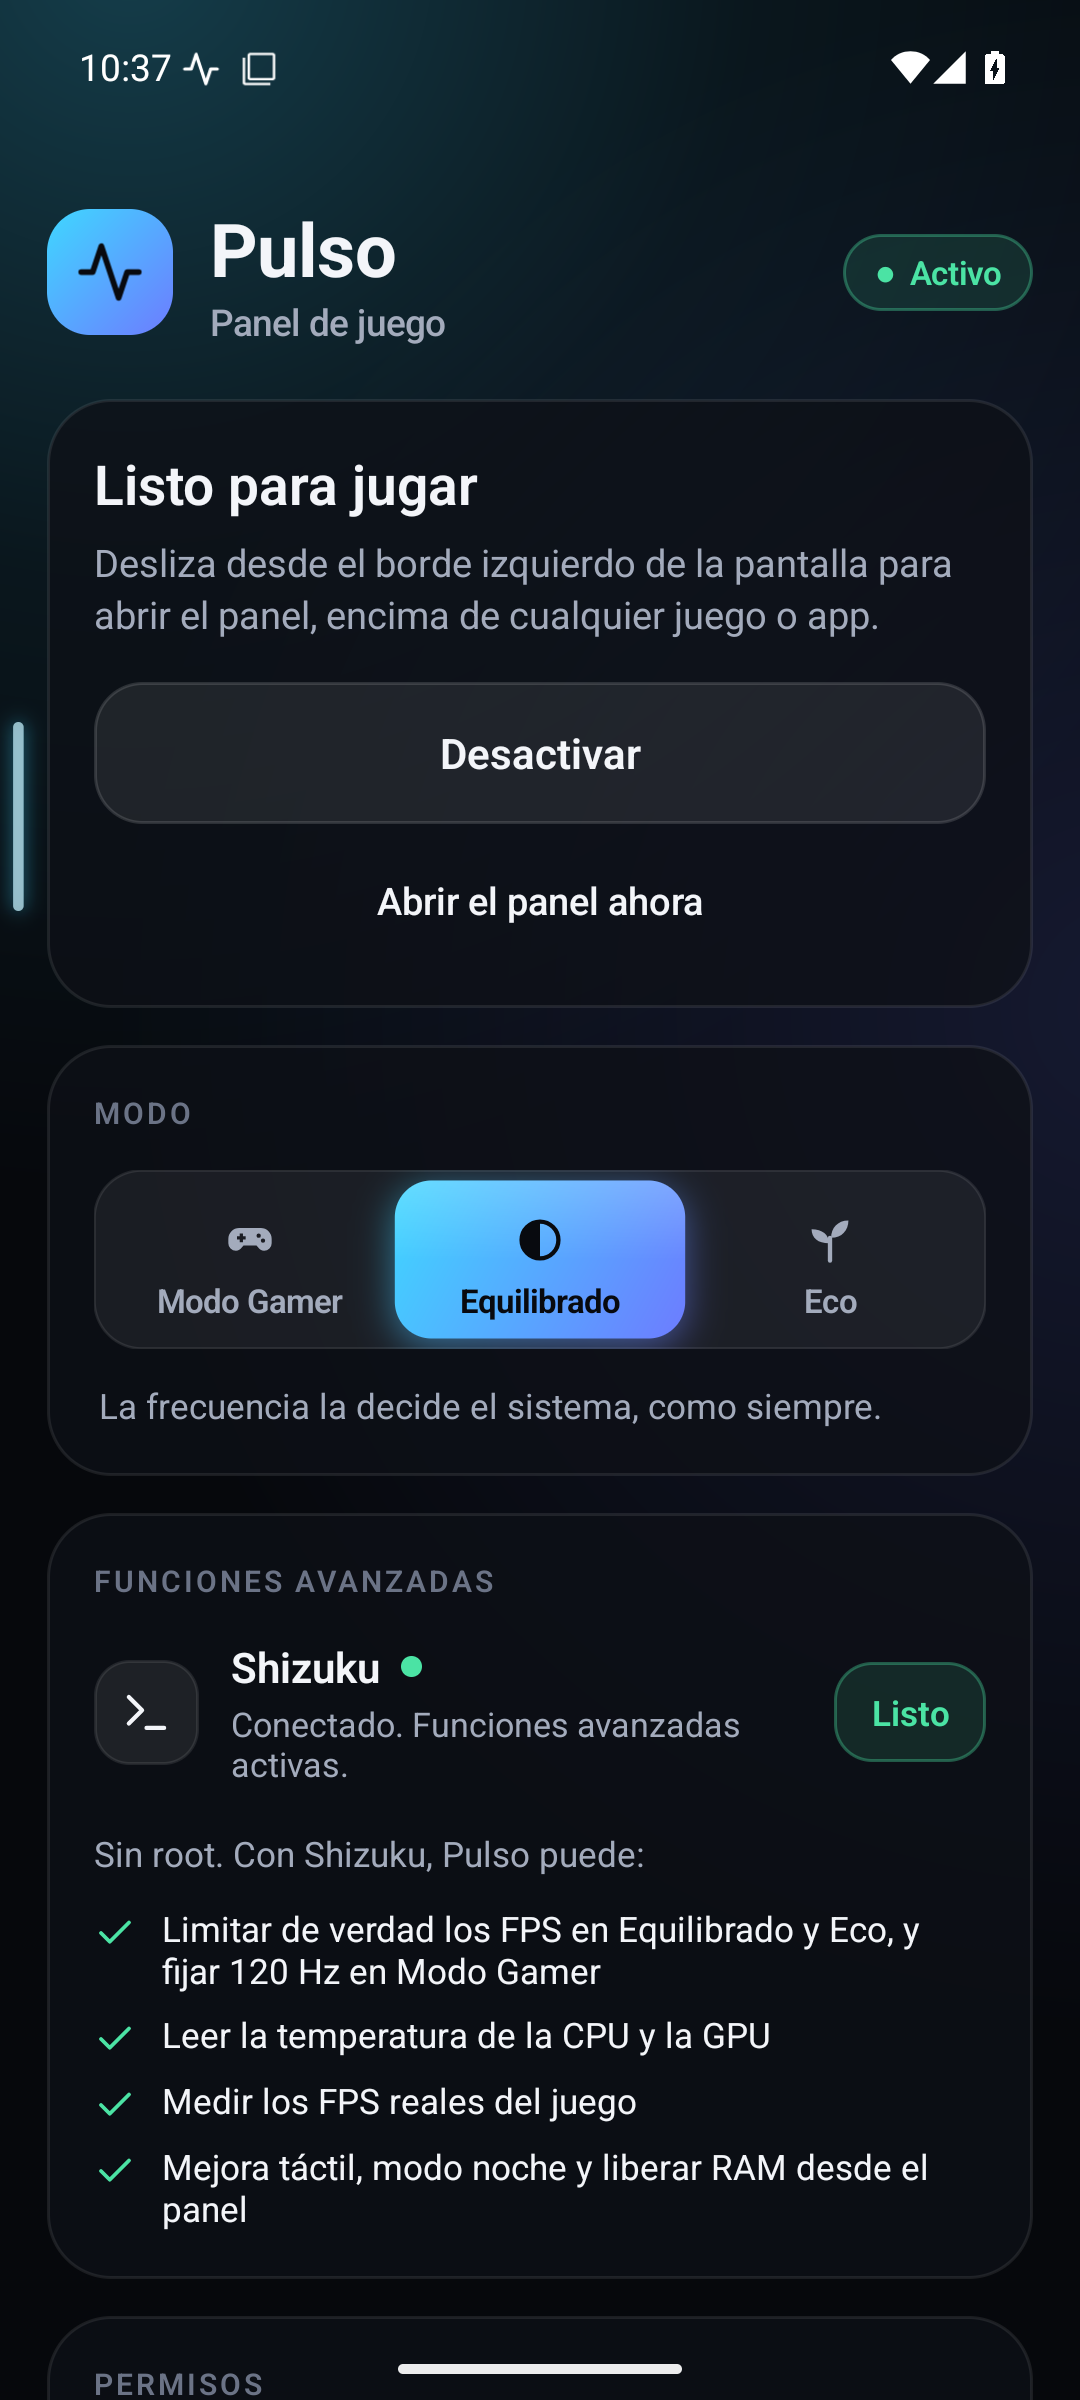 10:37
Pulso
Panel de juego
Activo
Listo para jugar
Desliza desde el borde izquierdo de la pantalla para
abrir el panel, encima de cualquier juego o app.
Desactivar
Abrir el panel ahora
MODO
Modo Gamer
Equilibrado
Eco
La frecuencia la decide el sistema, como siempre.
FUNCIONES AVANZADAS
Shizuku
Conectado. Funciones avanzadas
activas.
Listo
Sin root. Con Shizuku, Pulso puede:
Limitar de verdad los FPS en Equilibrado y Eco, y
fijar 120 Hz en Modo Gamer
Leer la temperatura de la CPU y la GPU
Medir los FPS reales del juego
Mejora táctil, modo noche y liberar RAM desde el
panel
PERMISOS